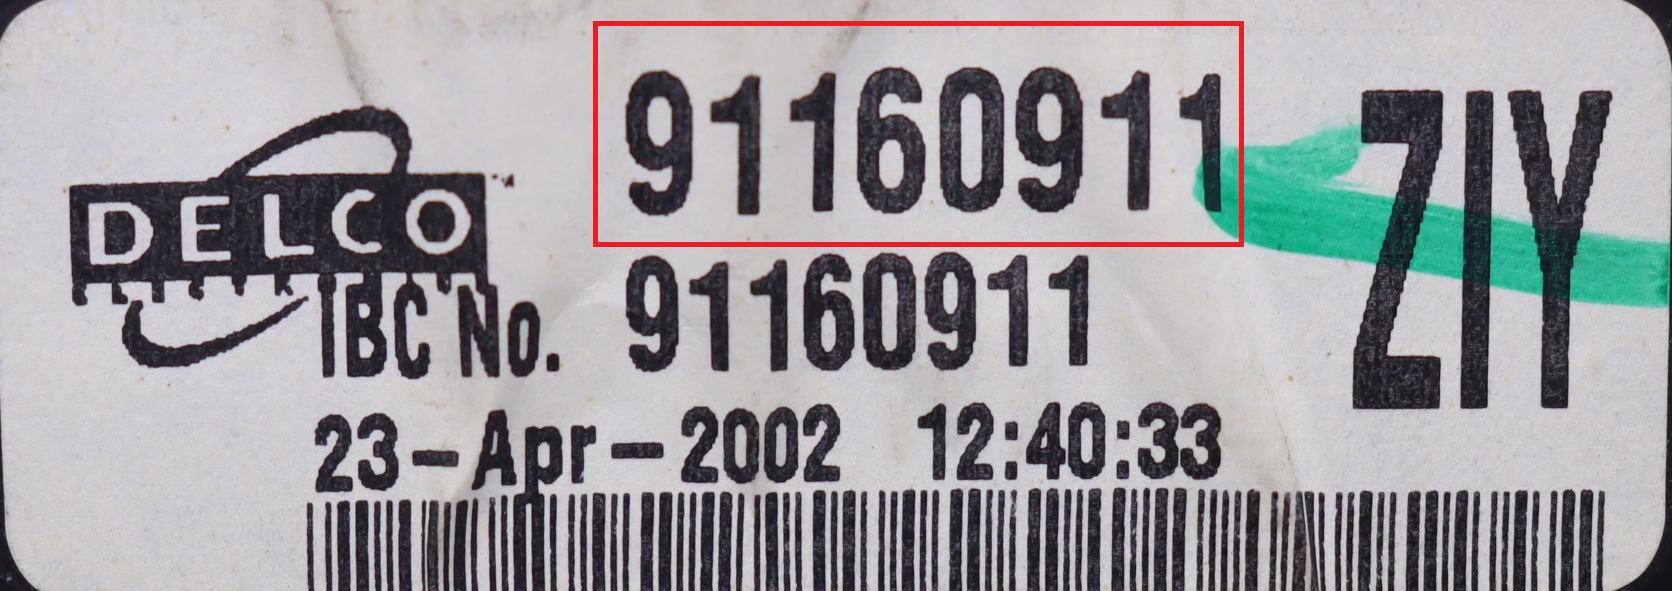 91160911 ZIY
DELCO
IBC No. 91160911
23-Apr-2002 12:40:33